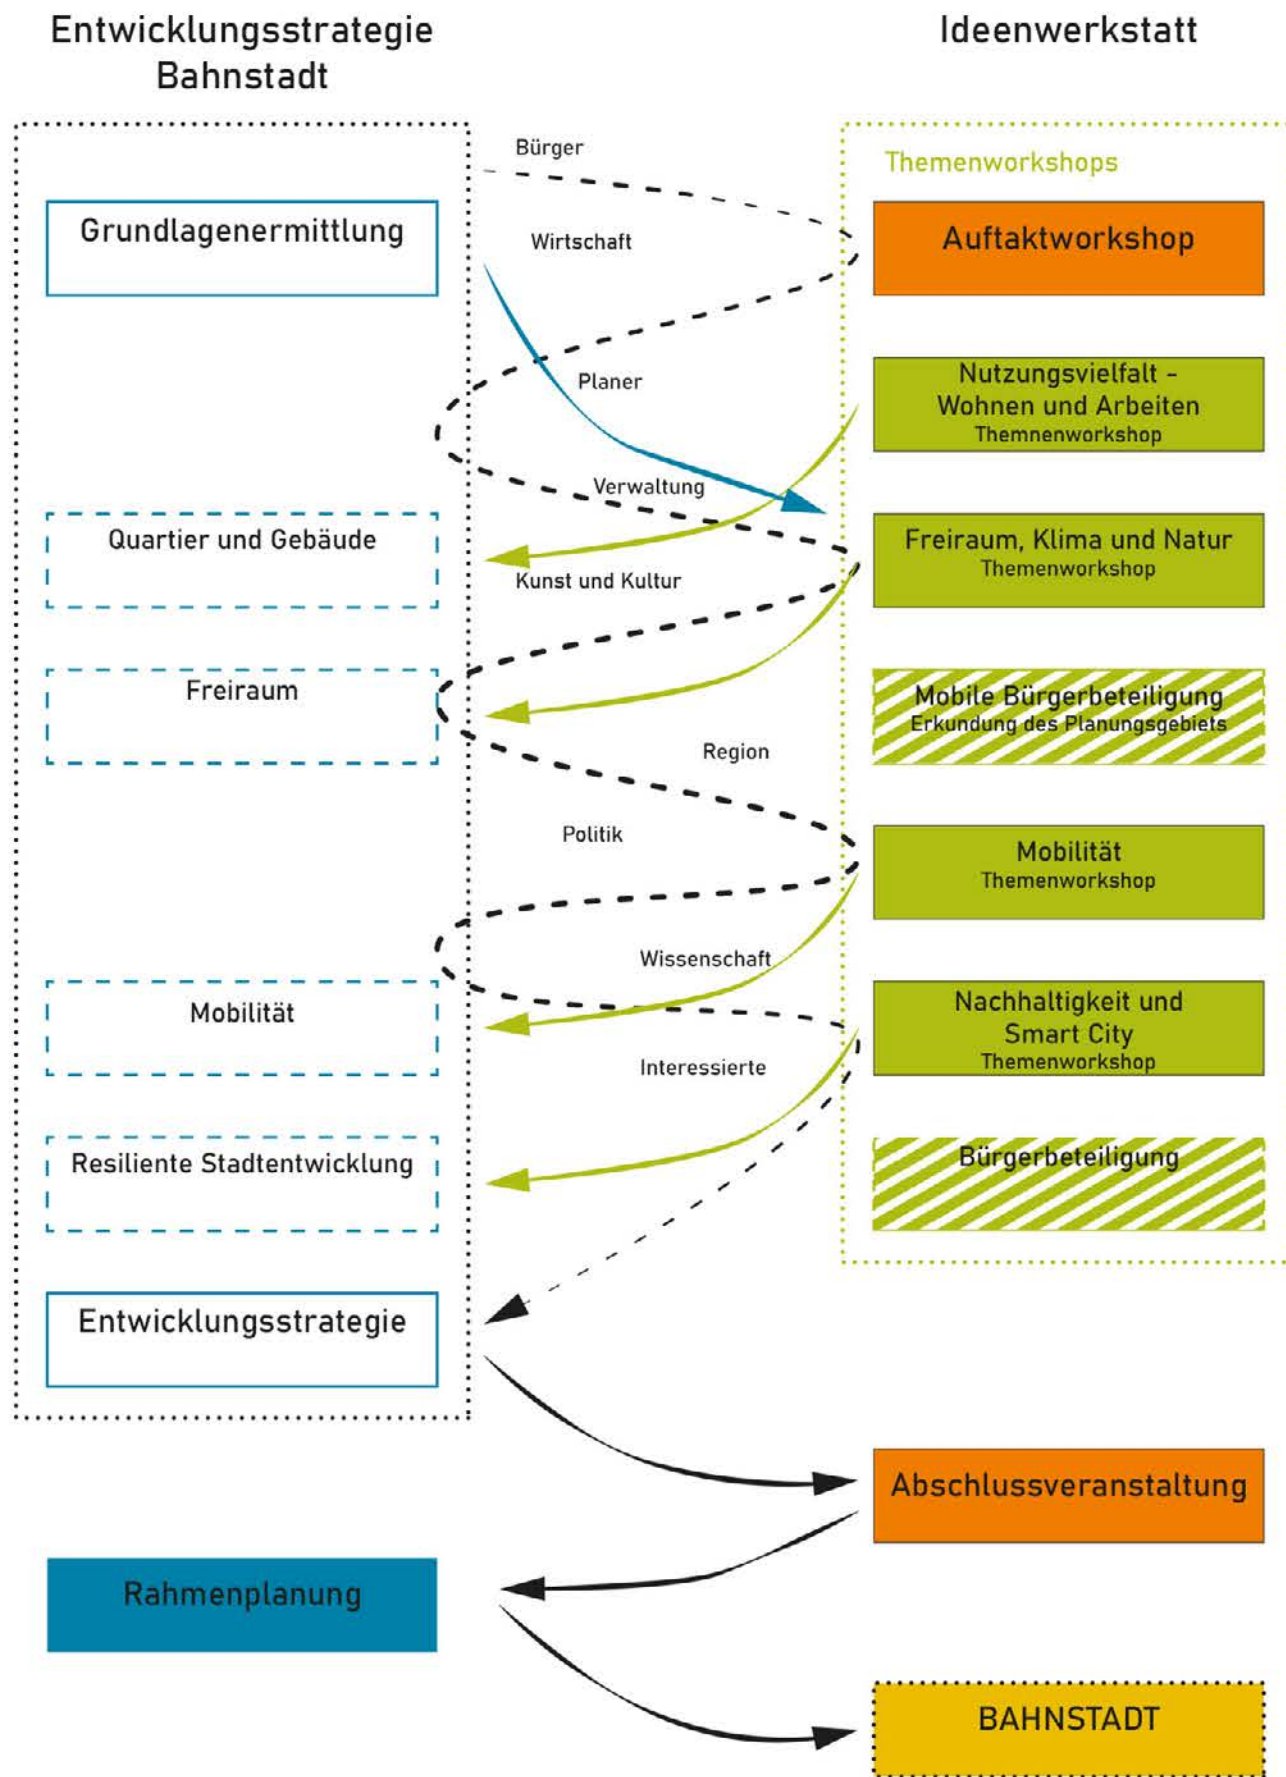 Entwicklungsstrategie
Bahnstadt
Ideenwerkstatt
Bürger
Themenworkshops
Grundlagenermittlung
Wirtschaft
Auftaktworkshop
Planer
Nutzungsvielfalt -
Wohnen und Arbeiten
Themnenworkshop
Verwaltung
Quartier und Gebäude
Kunst und Kultur
Freiraum, Klima und Natur
Themenworkshop
Freiraum
Mobile Bürgerbeteiligung
Erkundung des Planungsgebiets
Region
Politik
Mobilität
Themenworkshop
Wissenschaft
Mobilität
Nachhaltigkeit und
Smart City
Themenworkshop
Interessierte
Resiliente Stadtentwicklung
Bürgerbeteiligung
Entwicklungsstrategie
Abschlussveranstaltung
Rahmenplanung
BAHNSTADT